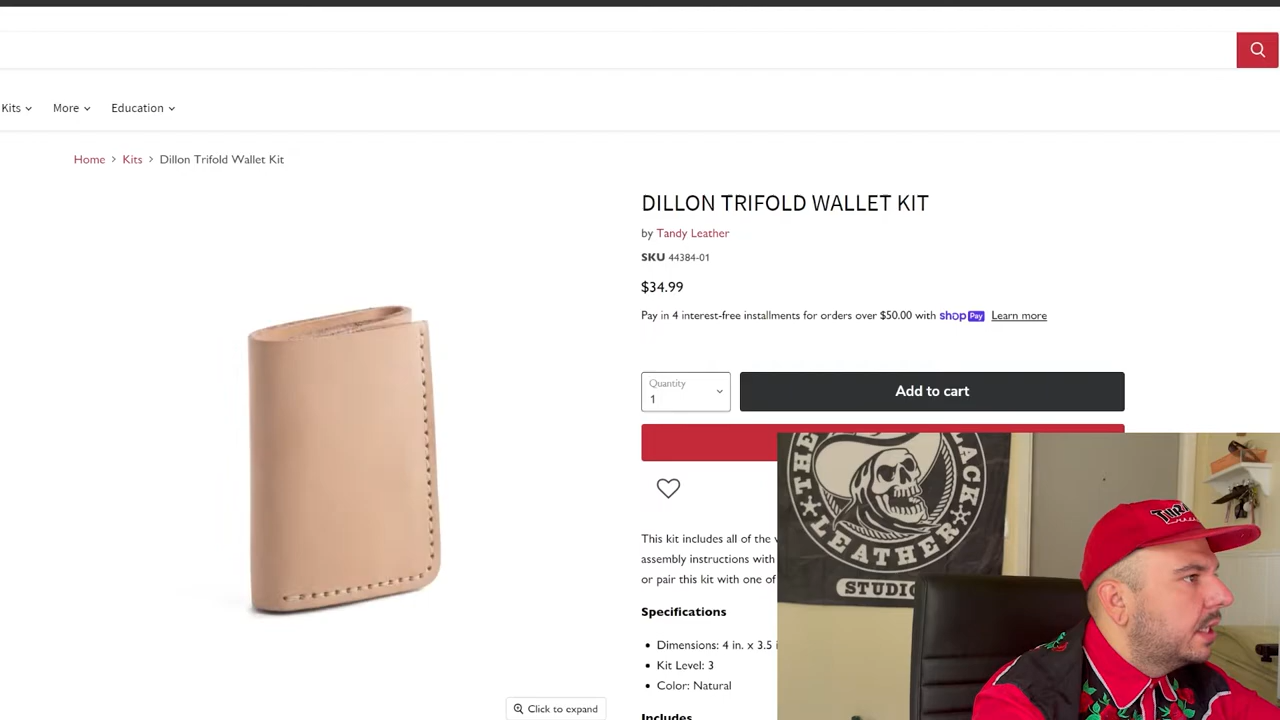 Kits
More
Education
Home > Kits > Dillon Trifold Wallet Kit
DILLON TRIFOLD WALLET KIT
by Tandy Leather
SKU 44384-01
$34.99
Pay in 4 interest-free installments for orders over $50.00 with shop Pay Learn more
Quantity
1
Add to cart
This kit includes all of the
assembly instructions with
or pair this kit with one of
Specifications
• Dimensions: 4 in. x 3.5
• Kit Level: 3
• Color: Natural
Includes
Click to expand
THE
LACK
LEATHER
STUDIO